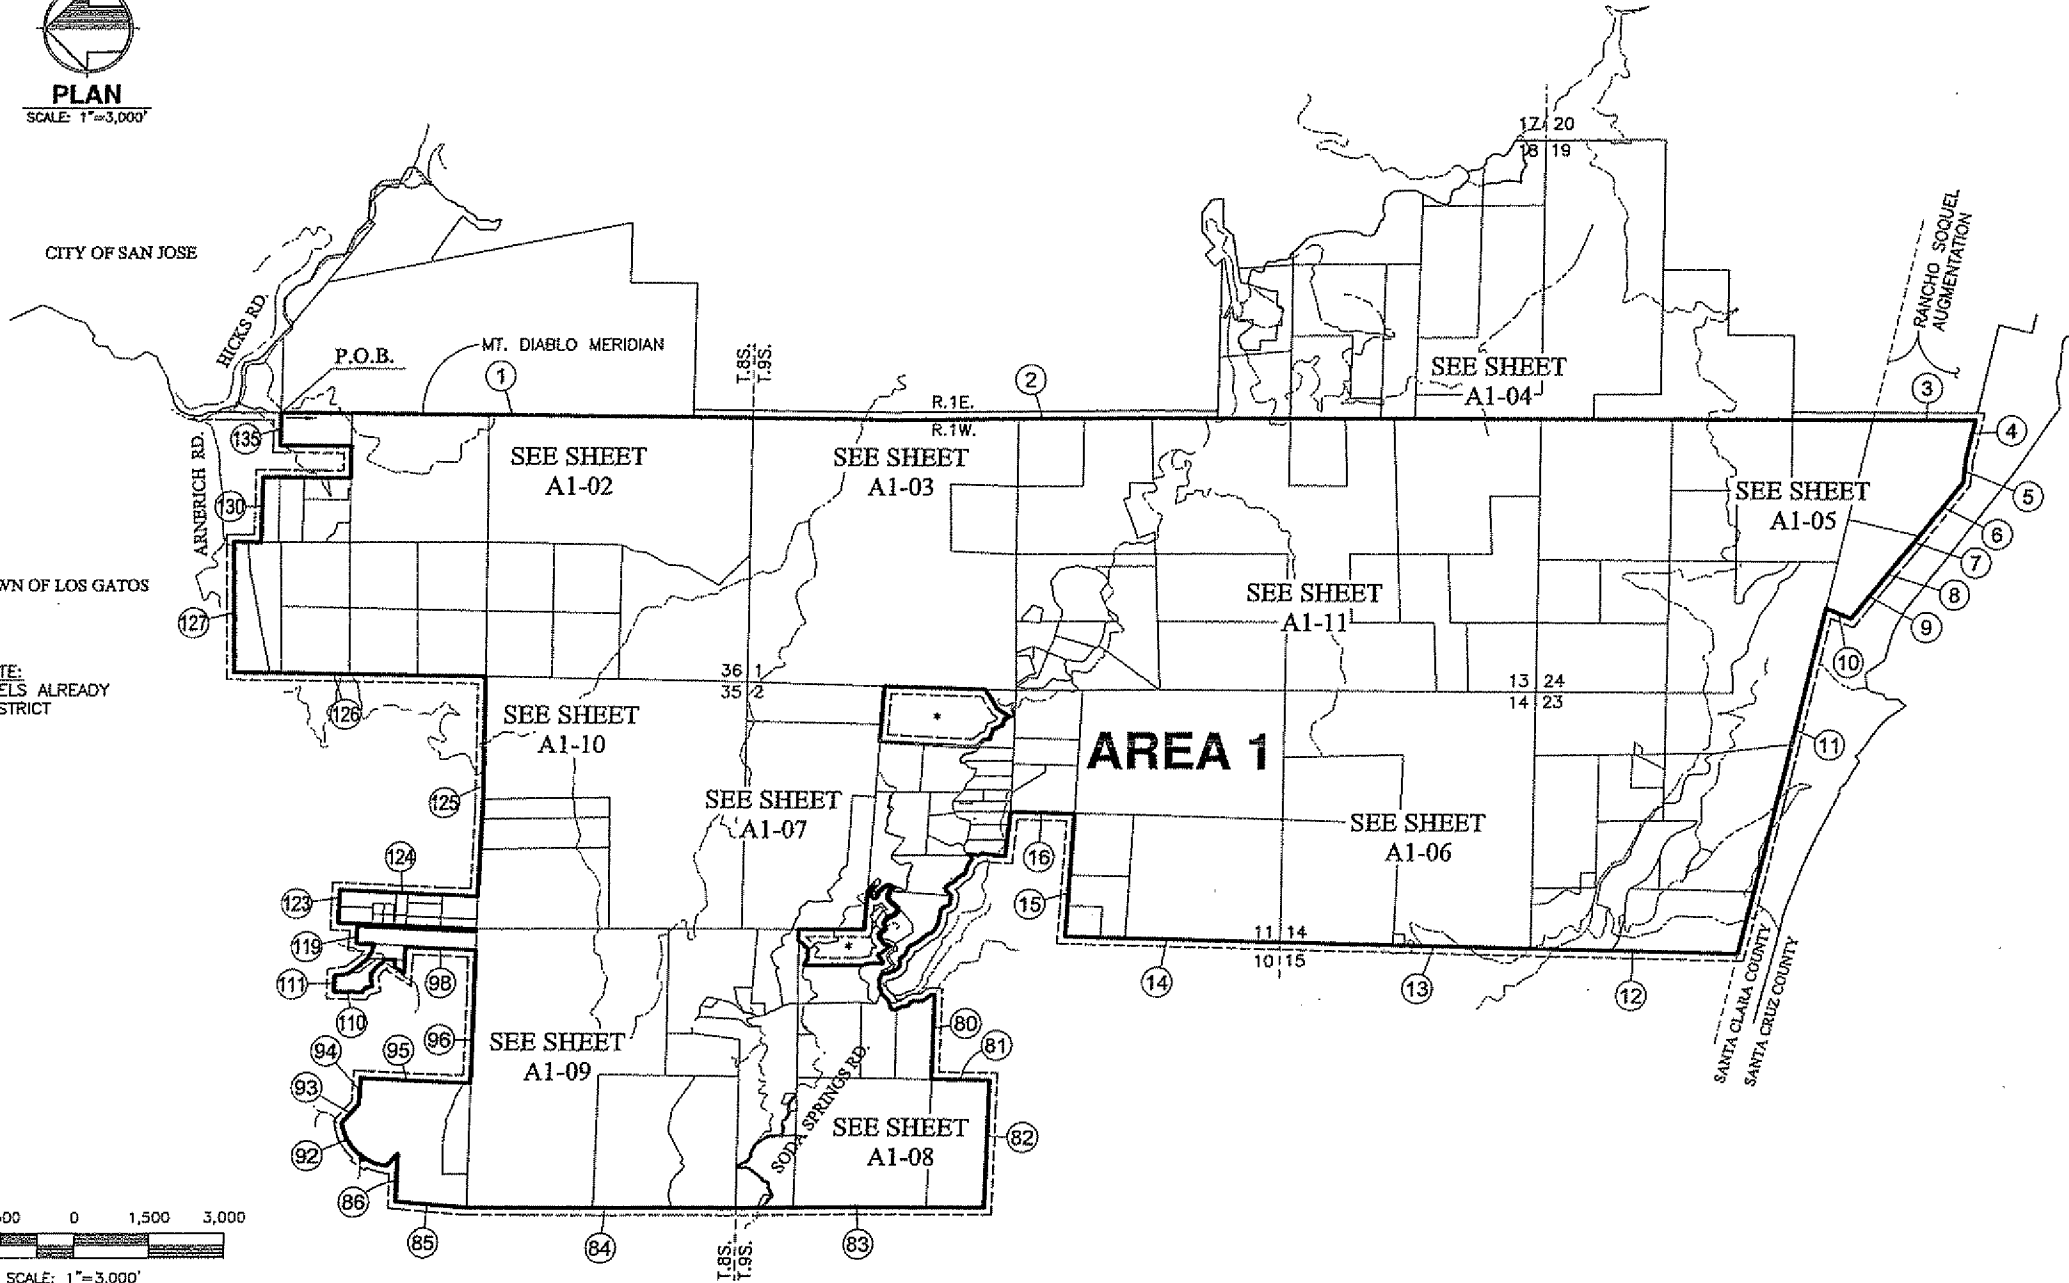 PLAN
SCALE: 1"=3,000'
17 20
18 19
RANCHO SOQUEL
AUGMENTATION
CITY OF SAN JOSE
HICKS RD.
P.O.B.
MT. DIABLO MERIDIAN
T.8S.
T.9S.
1
2
R.1E.
R.1W.
SEE SHEET
A1-04
3
4
135
ARNERICH RD.
130
SEE SHEET
A1-02
SEE SHEET
A1-03
SEE SHEET
A1-05
5
6
7
8
9
10
WN OF LOS GATOS
127
SEE SHEET
A1-11
TE:
ELS ALREADY
STRICT
126
36 1
35 2
13 24
14 23
SEE SHEET
A1-10
*
AREA 1
11
125
SEE SHEET
A1-07
SEE SHEET
A1-06
16
124
123
15
119
*
11 14
10 15
111
98
110
14
13
12
SANTA CLARA COUNTY
SANTA CRUZ COUNTY
96
SEE SHEET
A1-09
80
81
94
95
93
92
SODA SPRINGS RD.
SEE SHEET
A1-08
82
86
85
84
83
T.8S.
T.9S.
0 1,500 3,000
SCALE: 1"=3,000'